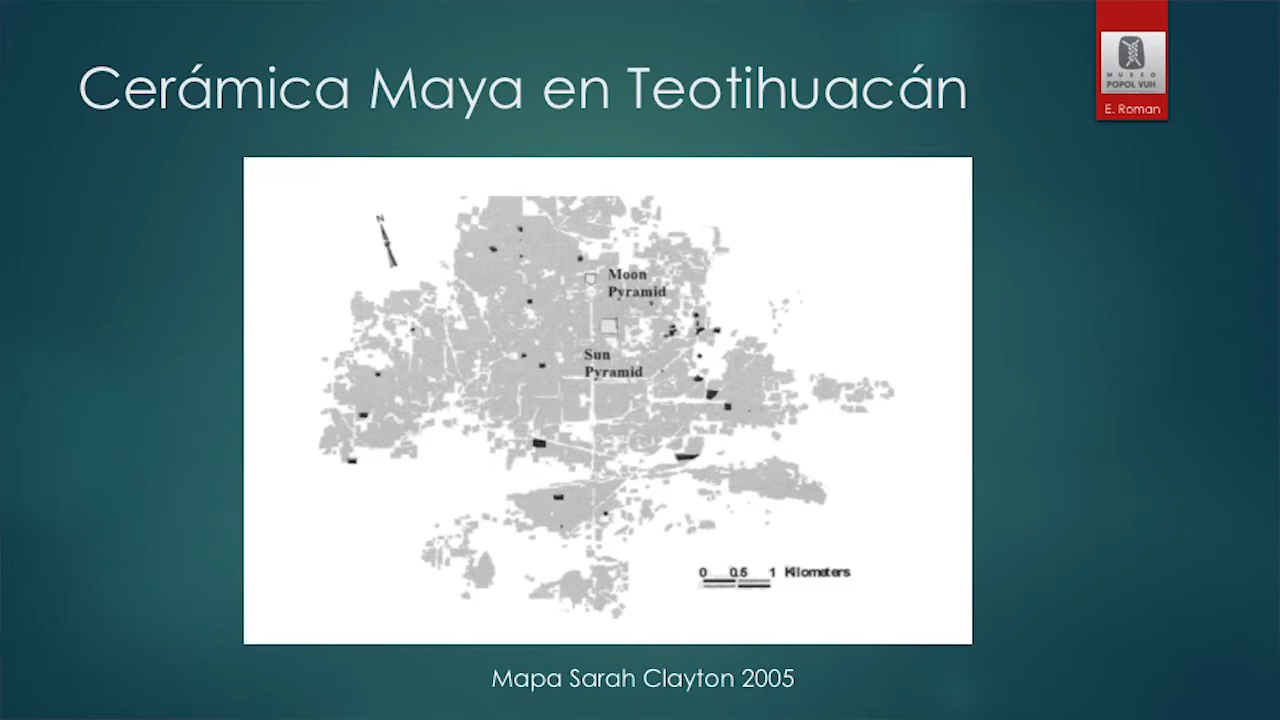 Cerámica Maya en Teotihuacán
MUSEO
POPOL VUH
E. Roman
N
Moon
Pyramid
Sun
Pyramid
0 0.5 1 Kilometers
Mapa Sarah Clayton 2005